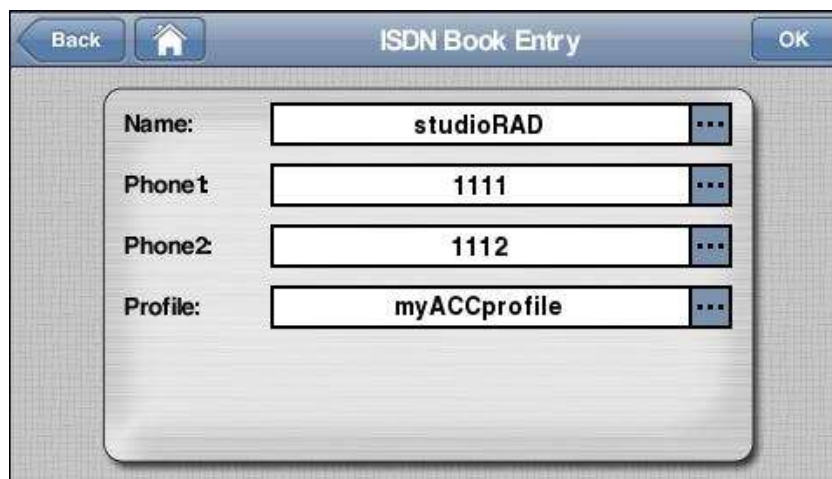 Back ISDN Book Entry OK
Name: studioRAD ...
Phone1: 1111 ...
Phone2: 1112 ...
Profile: myACCprofile ...